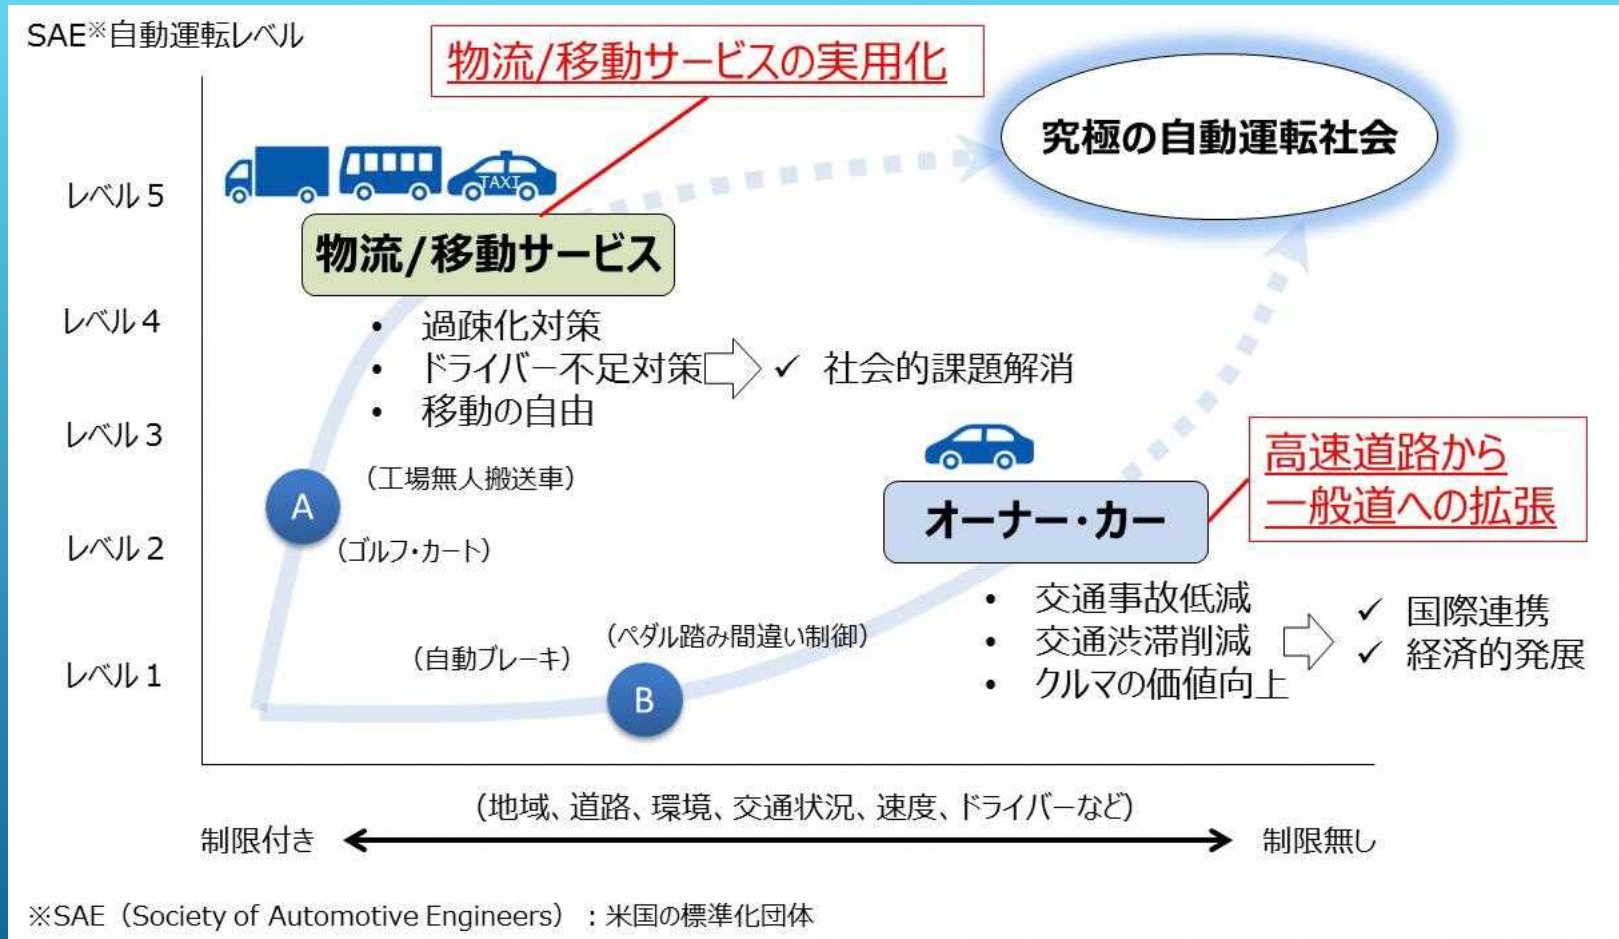 SAE※自動運転レベル
物流/移動サービスの実用化
究極の自動運転社会
レベル5
TAXI
物流/移動サービス
レベル4
• 過疎化対策
• ドライバー不足対策
• 移動の自由
✓ 社会的課題解消
レベル3
高速道路から
一般道への拡張
(工場無人搬送車)
A
オーナー・カー
レベル2
(ゴルフ・カート)
• 交通事故低減
• 交通渋滞削減
• クルマの価値向上
✓ 国際連携
✓ 経済的発展
(ペダル踏み間違い制御)
(自動ブレーキ)
レベル1
B
(地域、道路、環境、交通状況、速度、ドライバーなど)
制限付き
制限無し
※SAE(Society of Automotive Engineers):米国の標準化団体